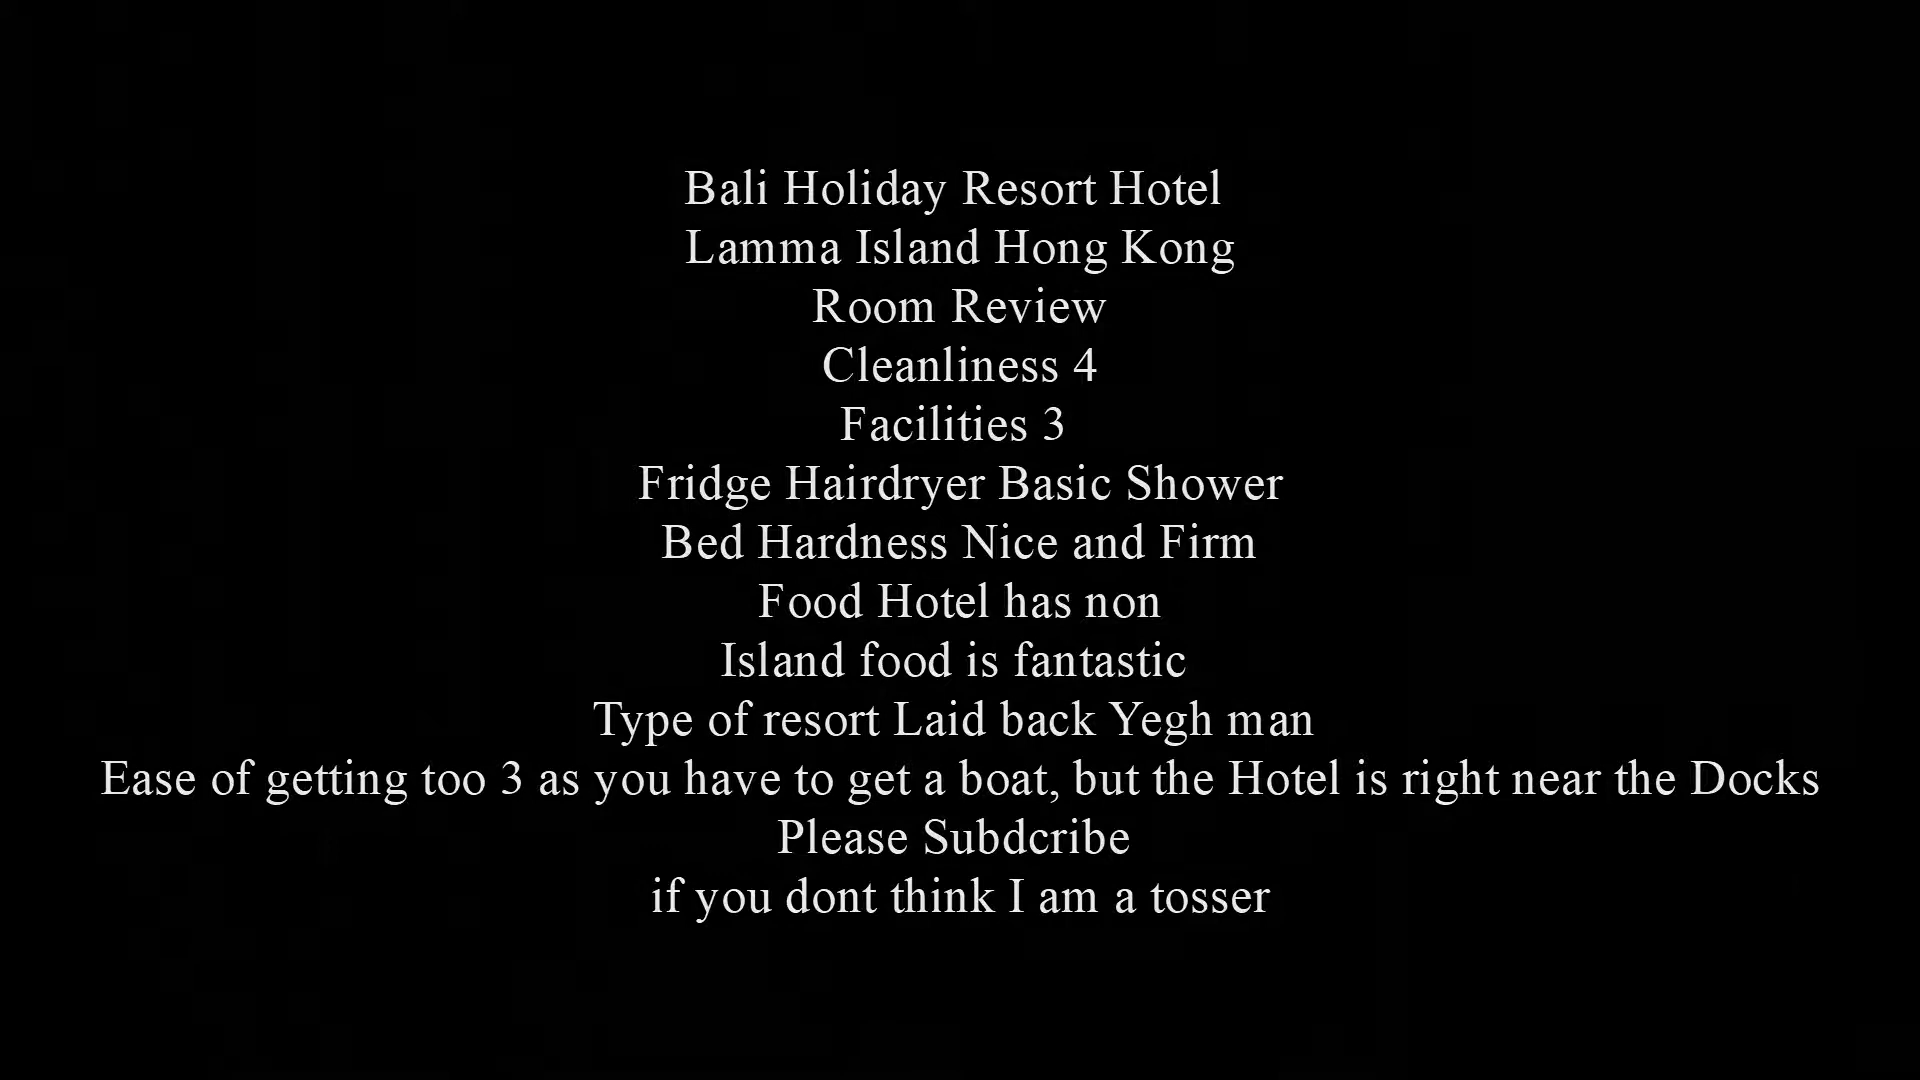 Bali Holiday Resort Hotel
Lamma Island Hong Kong
Room Review
Cleanliness 4
Facilities 3
Fridge Hairdryer Basic Shower
Bed Hardness Nice and Firm
Food Hotel has non
Island food is fantastic
Type of resort Laid back Yegh man
Ease of getting too 3 as you have to get a boat, but the Hotel is right near the Docks
Please Subdcribe
if you dont think I am a tosser